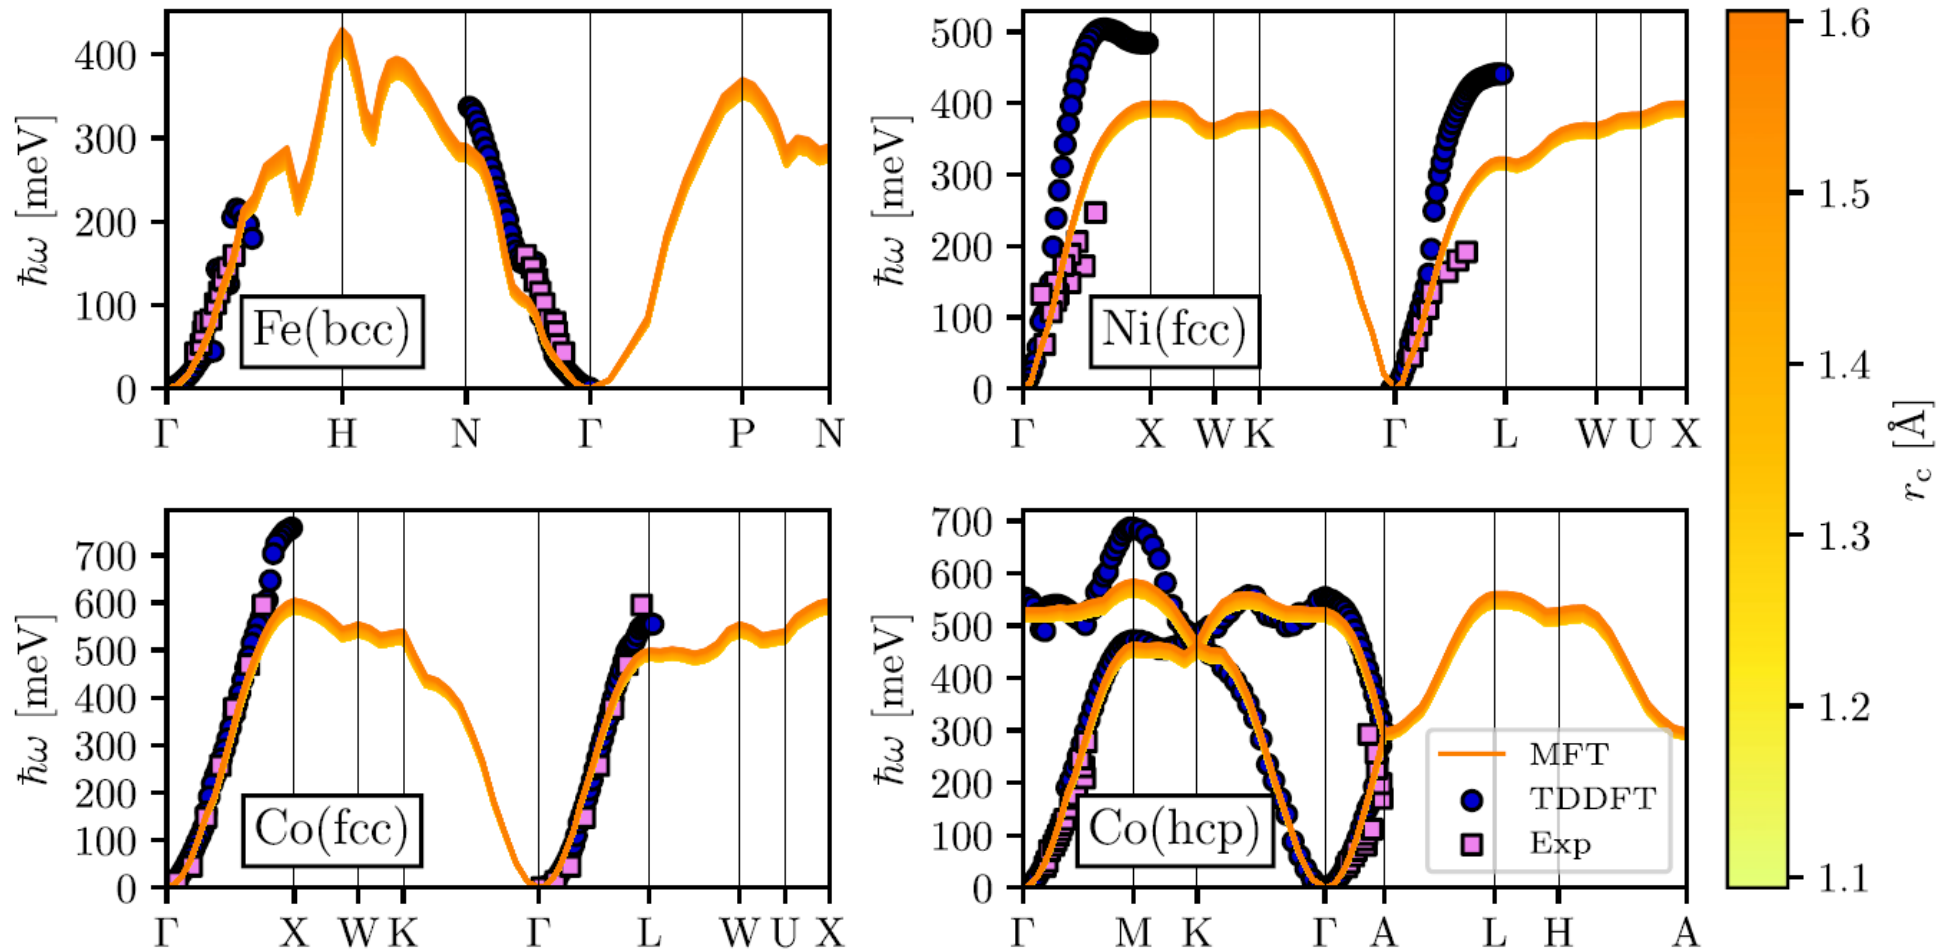 ħω [meV]
400
300
200
100
0
Fe(bcc)
Γ H N Γ P N
ħω [meV]
500
400
300
200
100
0
Ni(fcc)
Γ X W K Γ L W U X
ħω [meV]
700
600
500
400
300
200
100
0
Co(fcc)
Γ X W K Γ L W U X
ħω [meV]
700
600
500
400
300
200
100
0
Co(hcp)
MFT
TDDFT
Exp
Γ M K Γ A L H A
1.6
1.5
1.4
1.3
1.2
1.1
r_c [Å]